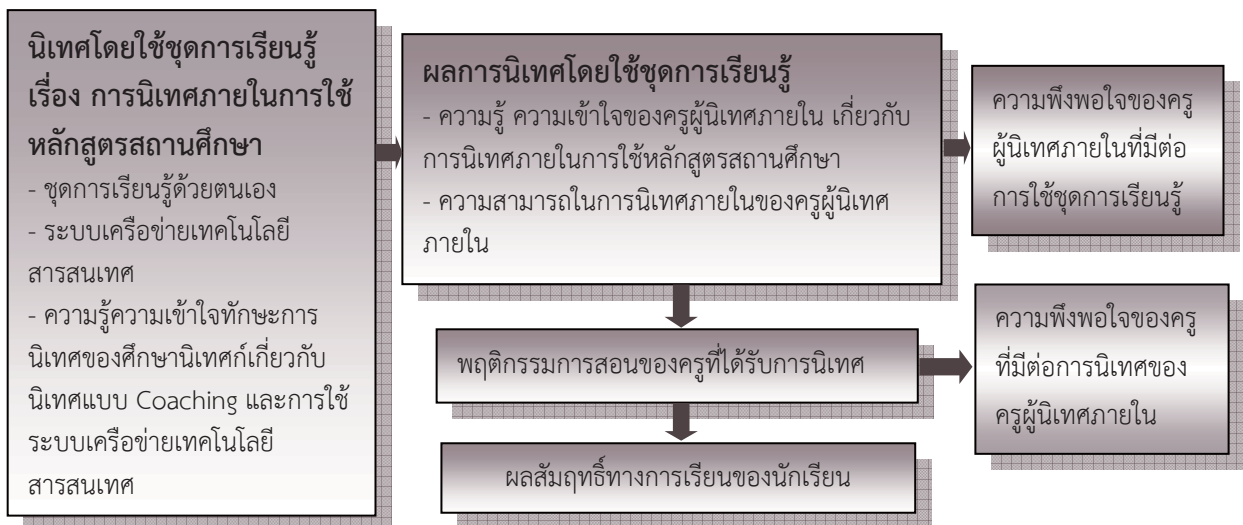 นิเทศโดยใช้ชุดการเรียนรู้
เรื่อง การนิเทศภายในการใช้
หลักสูตรสถานศึกษา
- ชุดการเรียนรู้ด้วยตนเอง
- ระบบเครือข่ายเทคโนโลยี
สารสนเทศ
- ความรู้ความเข้าใจทักษะการ
นิเทศของศึกษานิเทศก์เกี่ยวกับ
นิเทศแบบ Coaching และการใช้
ระบบเครือข่ายเทคโนโลยี
สารสนเทศ
ผลการนิเทศโดยใช้ชุดการเรียนรู้
- ความรู้ ความเข้าใจของครูผู้นิเทศภายใน เกี่ยวกับ
การนิเทศภายในการใช้หลักสูตรสถานศึกษา
- ความสามารถในการนิเทศภายในของครูผู้นิเทศ
ภายใน
ความพึงพอใจของครู
ผู้นิเทศภายในที่มีต่อ
การใช้ชุดการเรียนรู้
พฤติกรรมการสอนของครูที่ได้รับการนิเทศ
ความพึงพอใจของครู
ที่มีต่อการนิเทศของ
ครูผู้นิเทศภายใน
ผลสัมฤทธิ์ทางการเรียนของนักเรียน